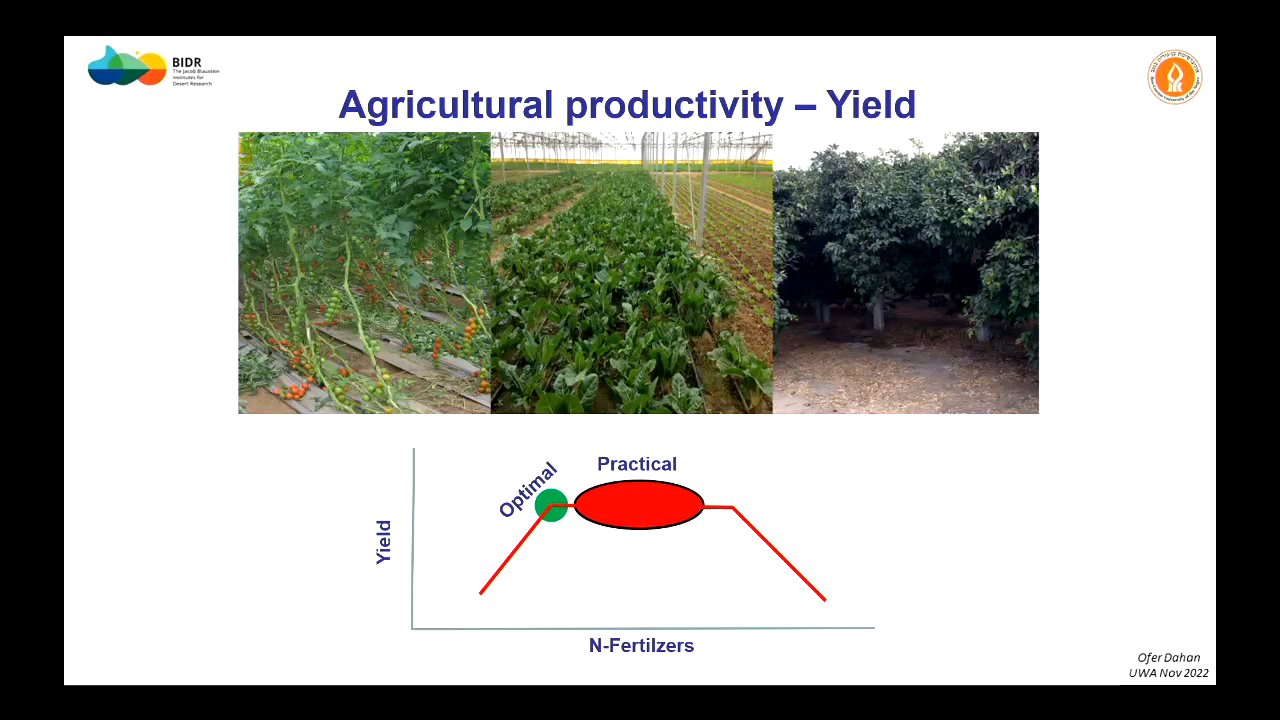 BIDR
The Jacob Blaustein
Institutes for
Desert Research
Agricultural productivity – Yield
Optimal
Practical
Yield
N-Fertilzers
Ofer Dahan
UWA Nov 2022